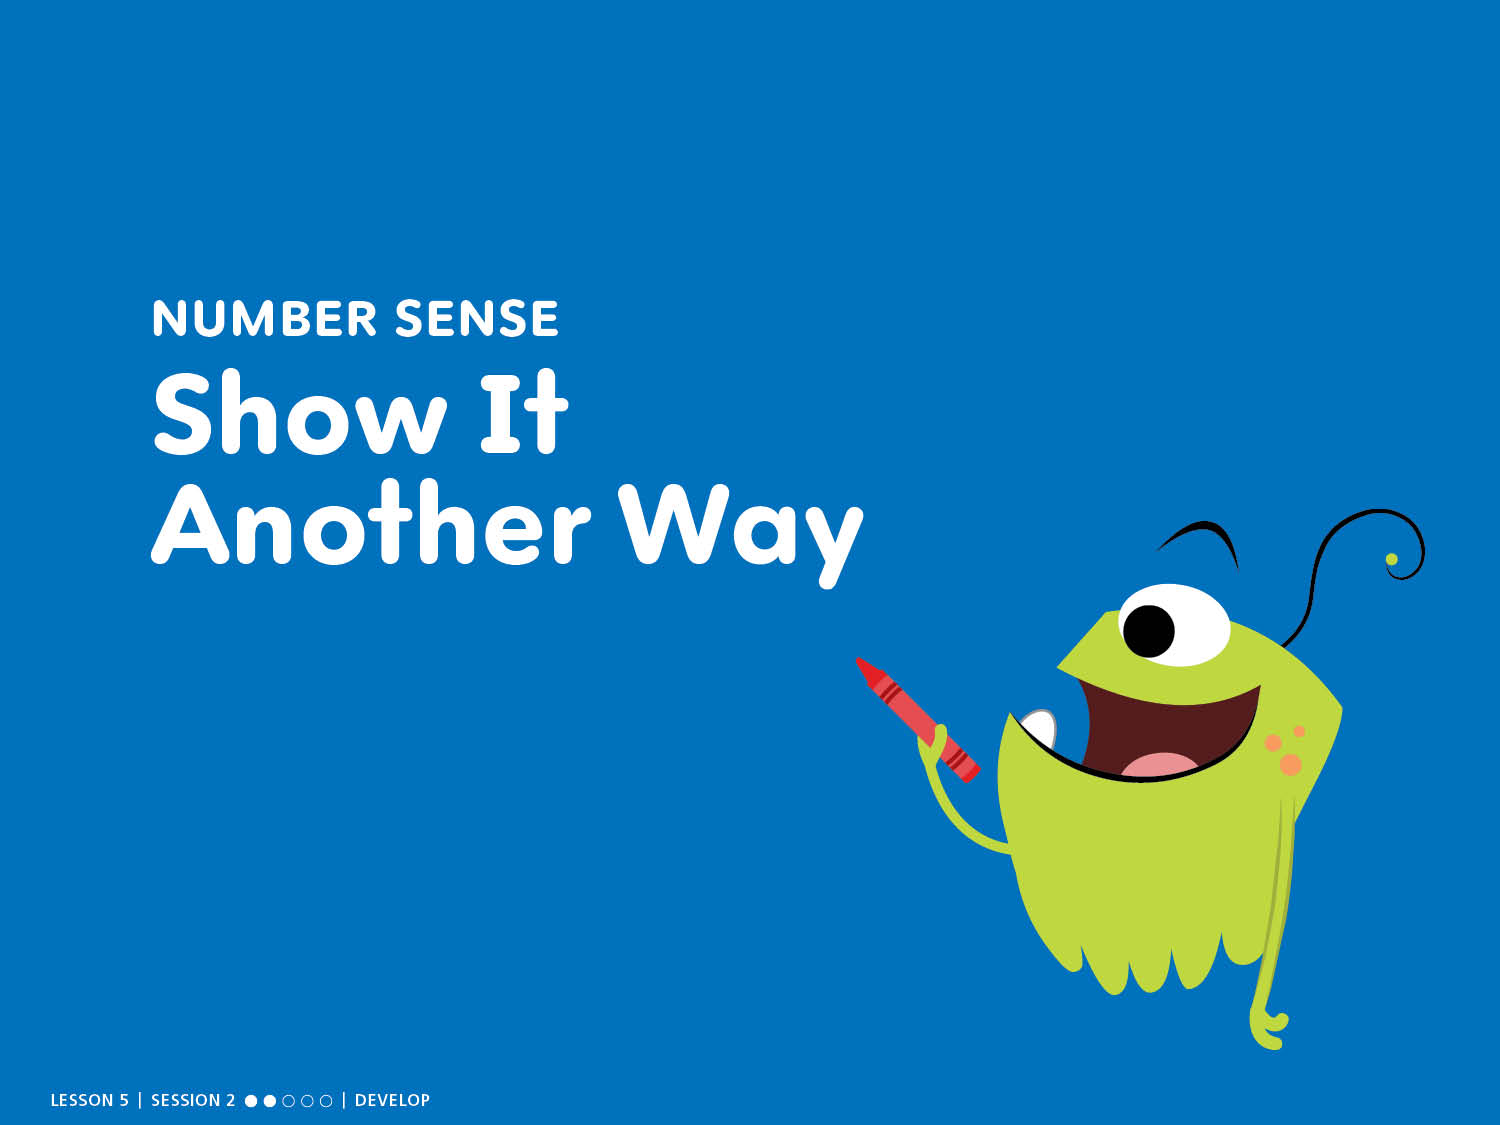 NUMBER SENSE
Show It
Another Way
LESSON 5 | SESSION 2 ●●○○○ | DEVELOP